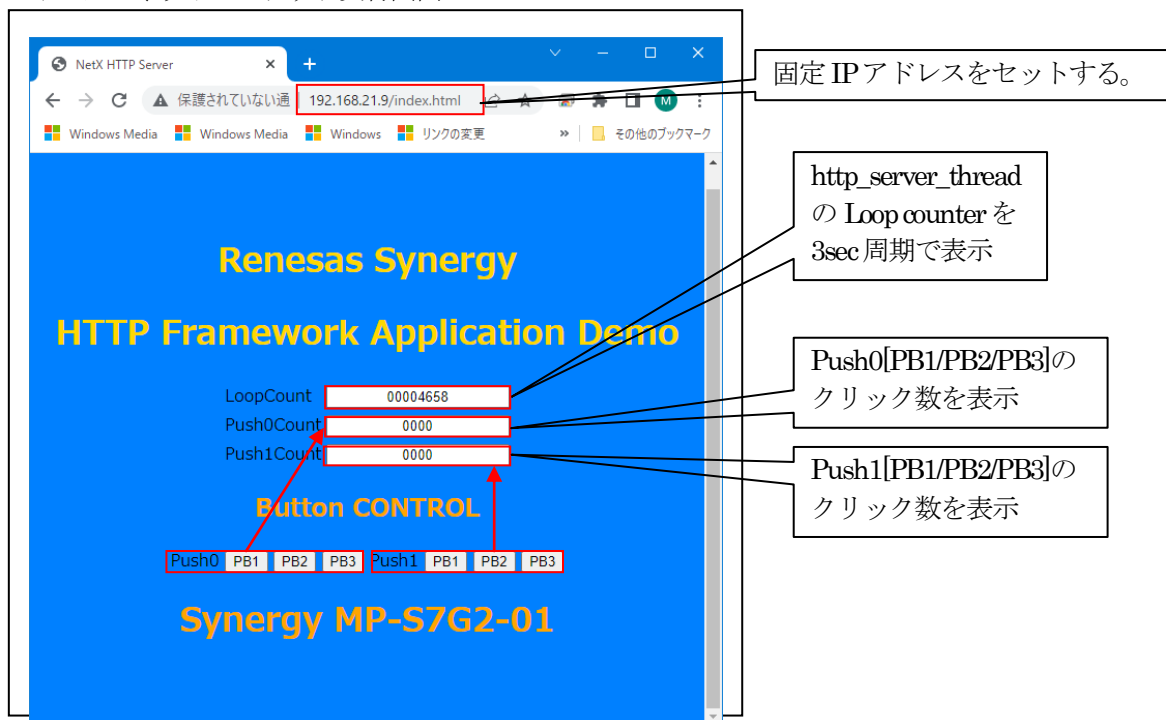 NetX HTTP Server
保護されていない通
192.168.21.9/index.html
M
Windows Media
Windows Media
Windows
リンクの変更
»
その他のブックマーク
固定 IP アドレスをセットする。
Renesas Synergy
HTTP Framework Application Demo
http_server_thread
の Loop counter を
3sec 周期で表示
LoopCount 00004658
Push0Count 0000
Push1Count 0000
Push0[PB1/PB2/PB3]の
クリック数を表示
Push1[PB1/PB2/PB3]の
クリック数を表示
Button CONTROL
Push0 PB1 PB2 PB3 Push1 PB1 PB2 PB3
Synergy MP-S7G2-01